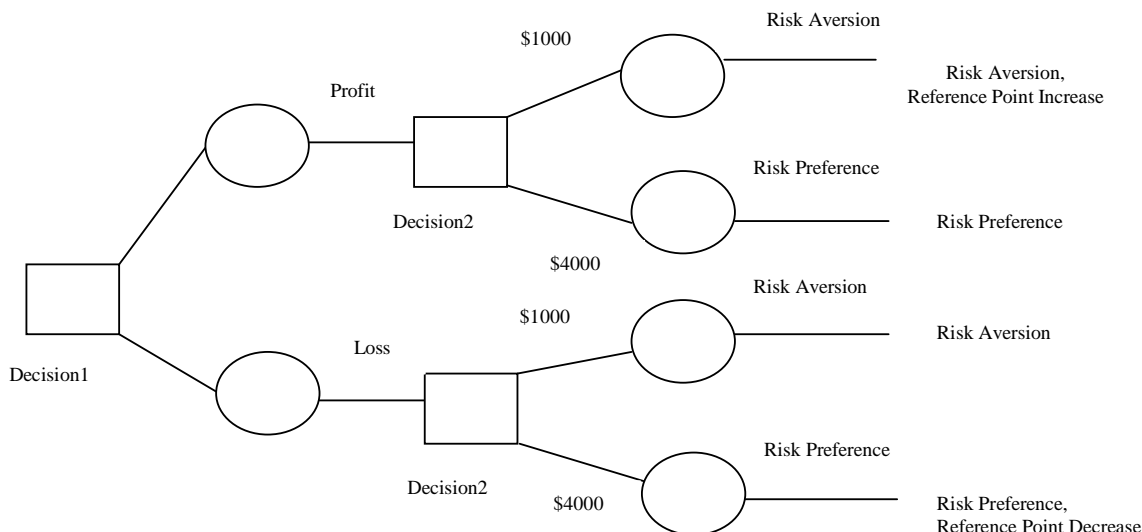 Risk Aversion
$1000
Risk Aversion,
Reference Point Increase
Profit
Risk Preference
Decision2
Risk Preference
$4000
Risk Aversion
$1000
Risk Aversion
Loss
Decision1
Risk Preference
Decision2
$4000
Risk Preference,
Reference Point Decrease